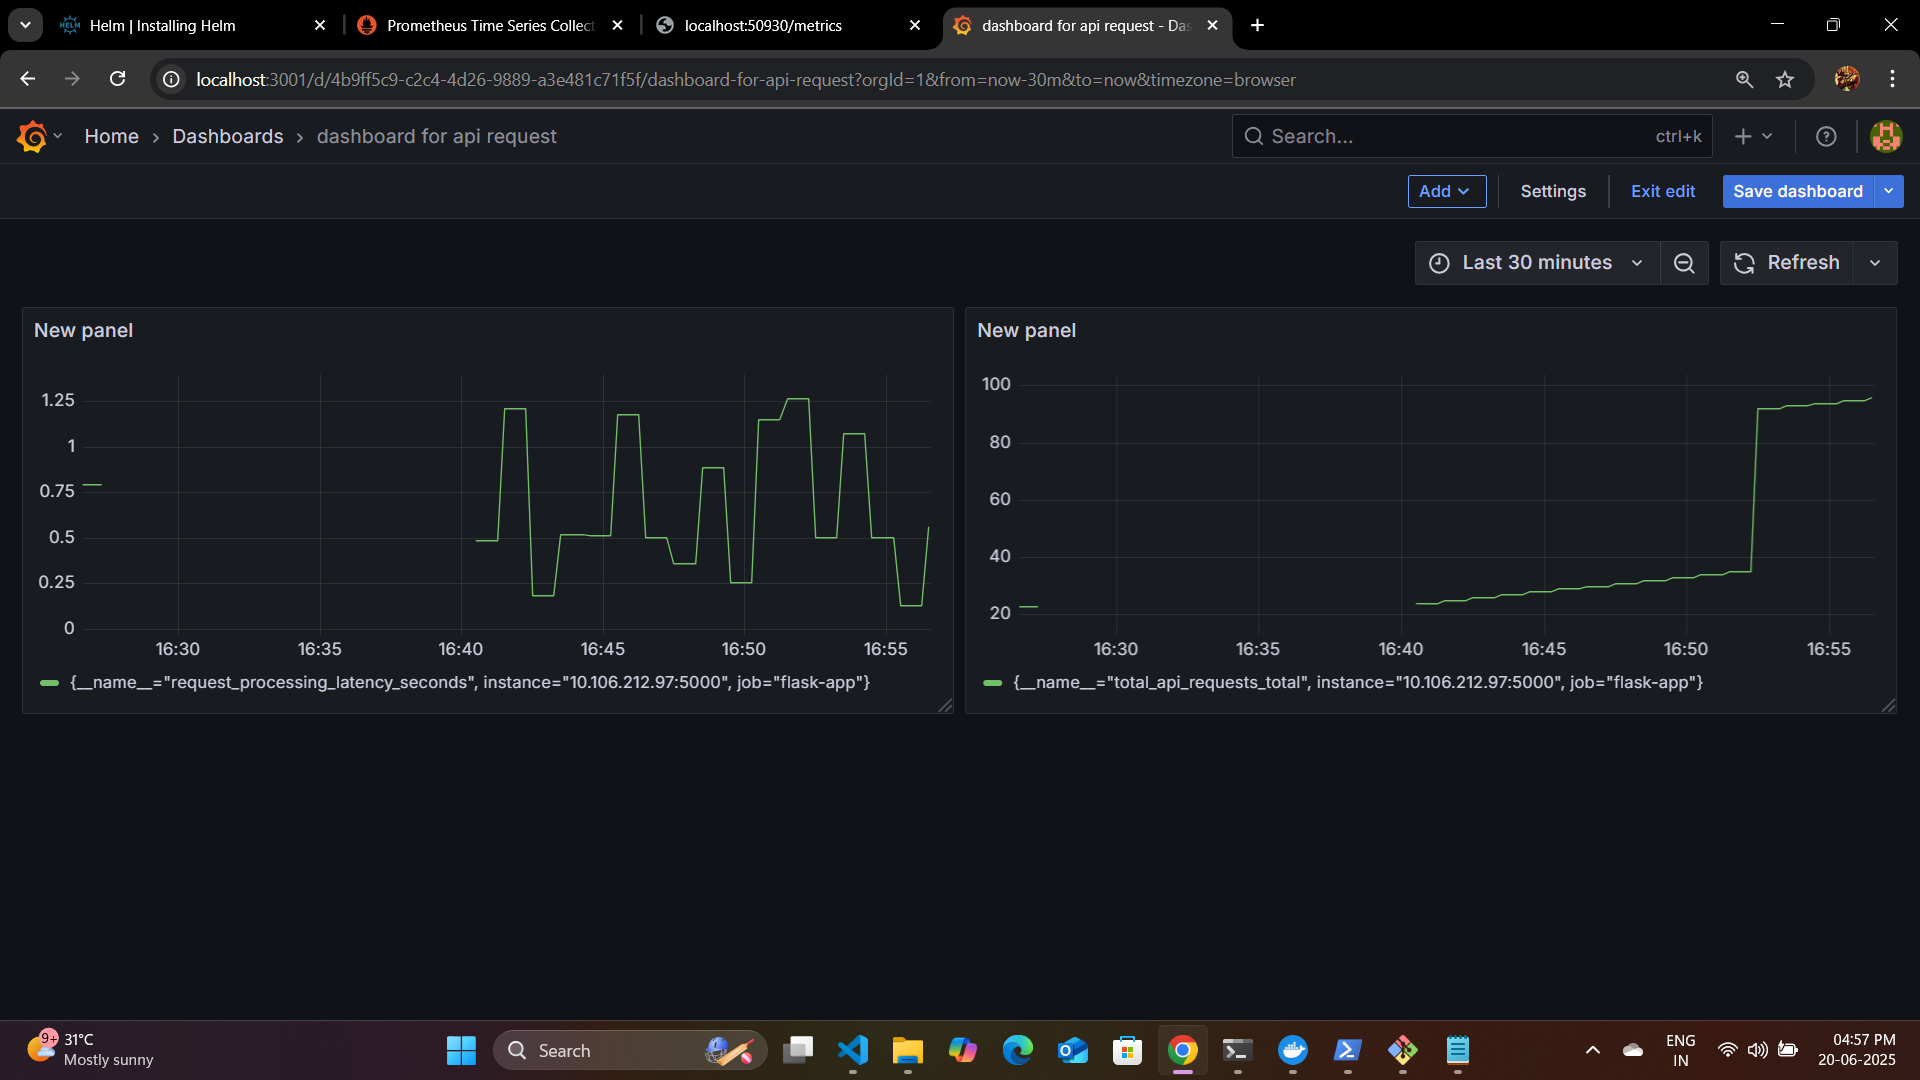 Helm | Installing Helm
Prometheus Time Series Collect
localhost:50930/metrics
dashboard for api request - Da
localhost:3001/d/4b9ff5c9-c2c4-4d26-9889-a3e481c71f5f/dashboard-for-api-request?orgId=1&from=now-30m&to=now&timezone=browser
Home › Dashboards › dashboard for api request
Search...
ctrl+k
Add
Settings
Exit edit
Save dashboard
Last 30 minutes
Refresh
New panel
1.25
1
0.75
0.5
0.25
0
16:30 16:35 16:40 16:45 16:50 16:55
{__name__="request_processing_latency_seconds", instance="10.106.212.97:5000", job="flask-app"}
New panel
100
80
60
40
20
16:30 16:35 16:40 16:45 16:50 16:55
{__name__="total_api_requests_total", instance="10.106.212.97:5000", job="flask-app"}
9+
31°C
Mostly sunny
Search
ENG
IN
04:57 PM
20-06-2025